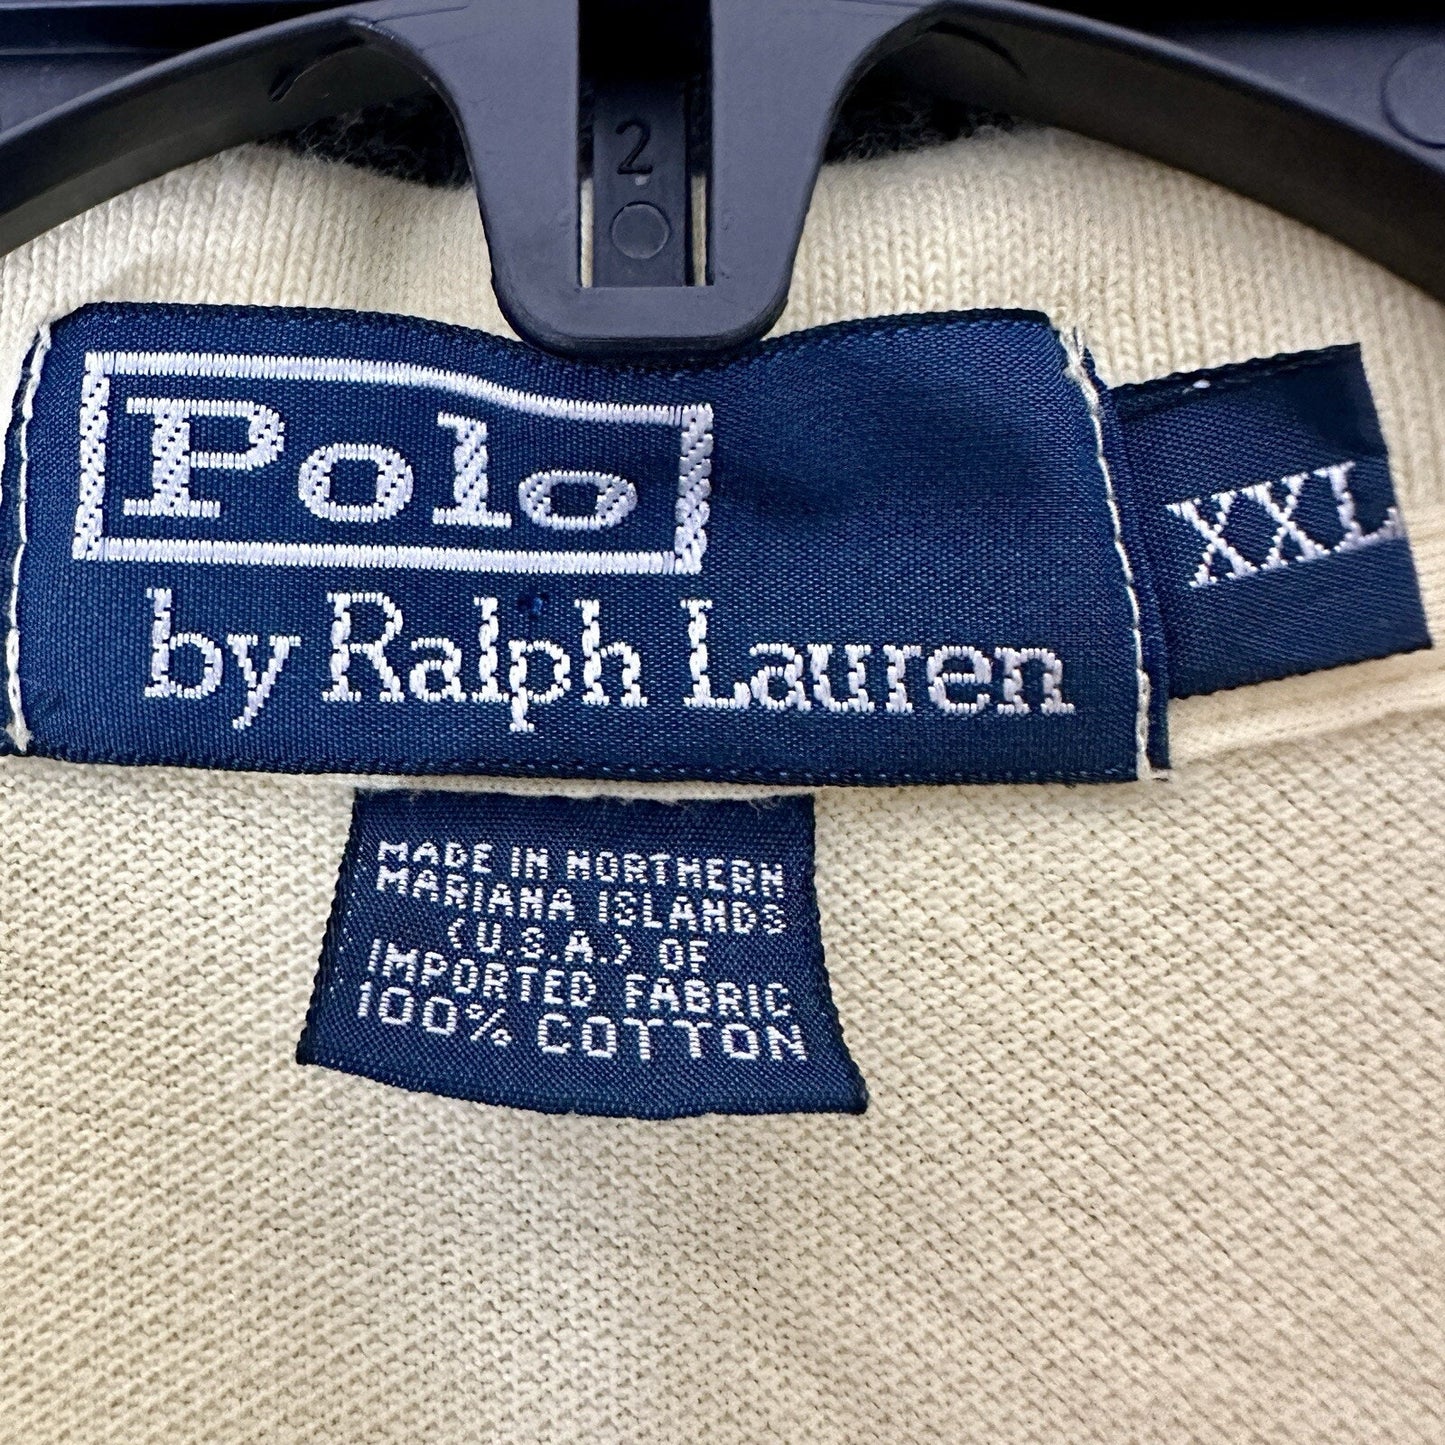 2
Polo
by Ralph Lauren
XXL
MADE IN NORTHERN
MARIANA ISLANDS
(U.S.A.) OF
IMPORTED FABRIC
100% COTTON